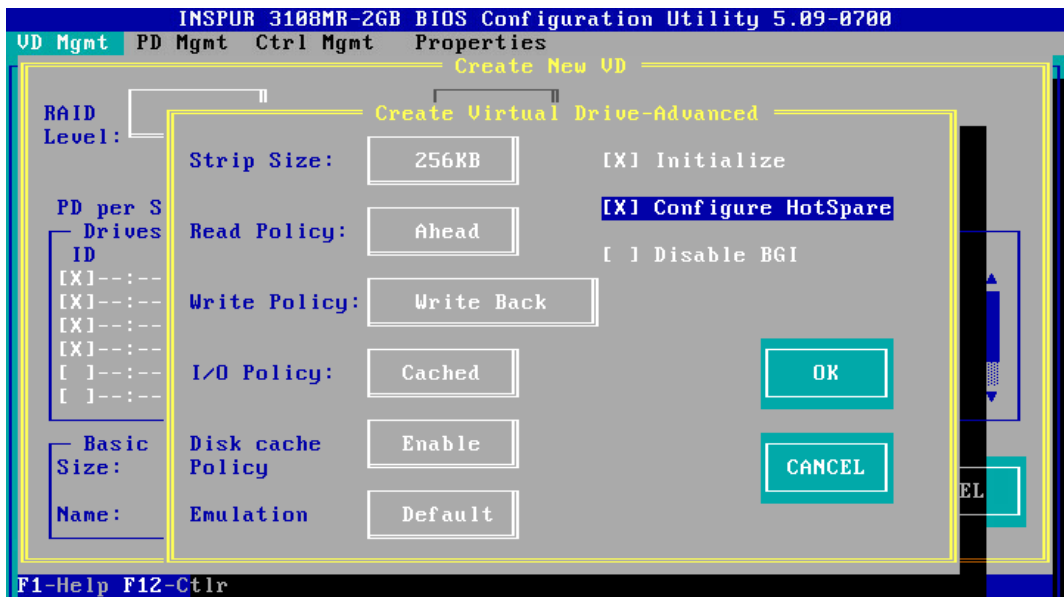 INSPUR 3108MR-2GB BIOS Configuration Utility 5.09-0700
VD Mgmt PD Mgmt Ctrl Mgmt Properties
Create New VD
RAID
Level:
Create Virtual Drive-Advanced
Strip Size: 256KB [X] Initialize
PD per S
[X] Configure HotSpare
Drives Read Policy: Ahead
ID
[ ] Disable BGI
[X]--:--
[X]--:-- Write Policy: Write Back
[X]--:--
[X]--:--
[ ]--:-- I/O Policy: Cached OK
[ ]--:--
Basic Disk cache Enable
Size: Policy CANCEL
EL
Name: Emulation Default
F1-Help F12-Ctlr